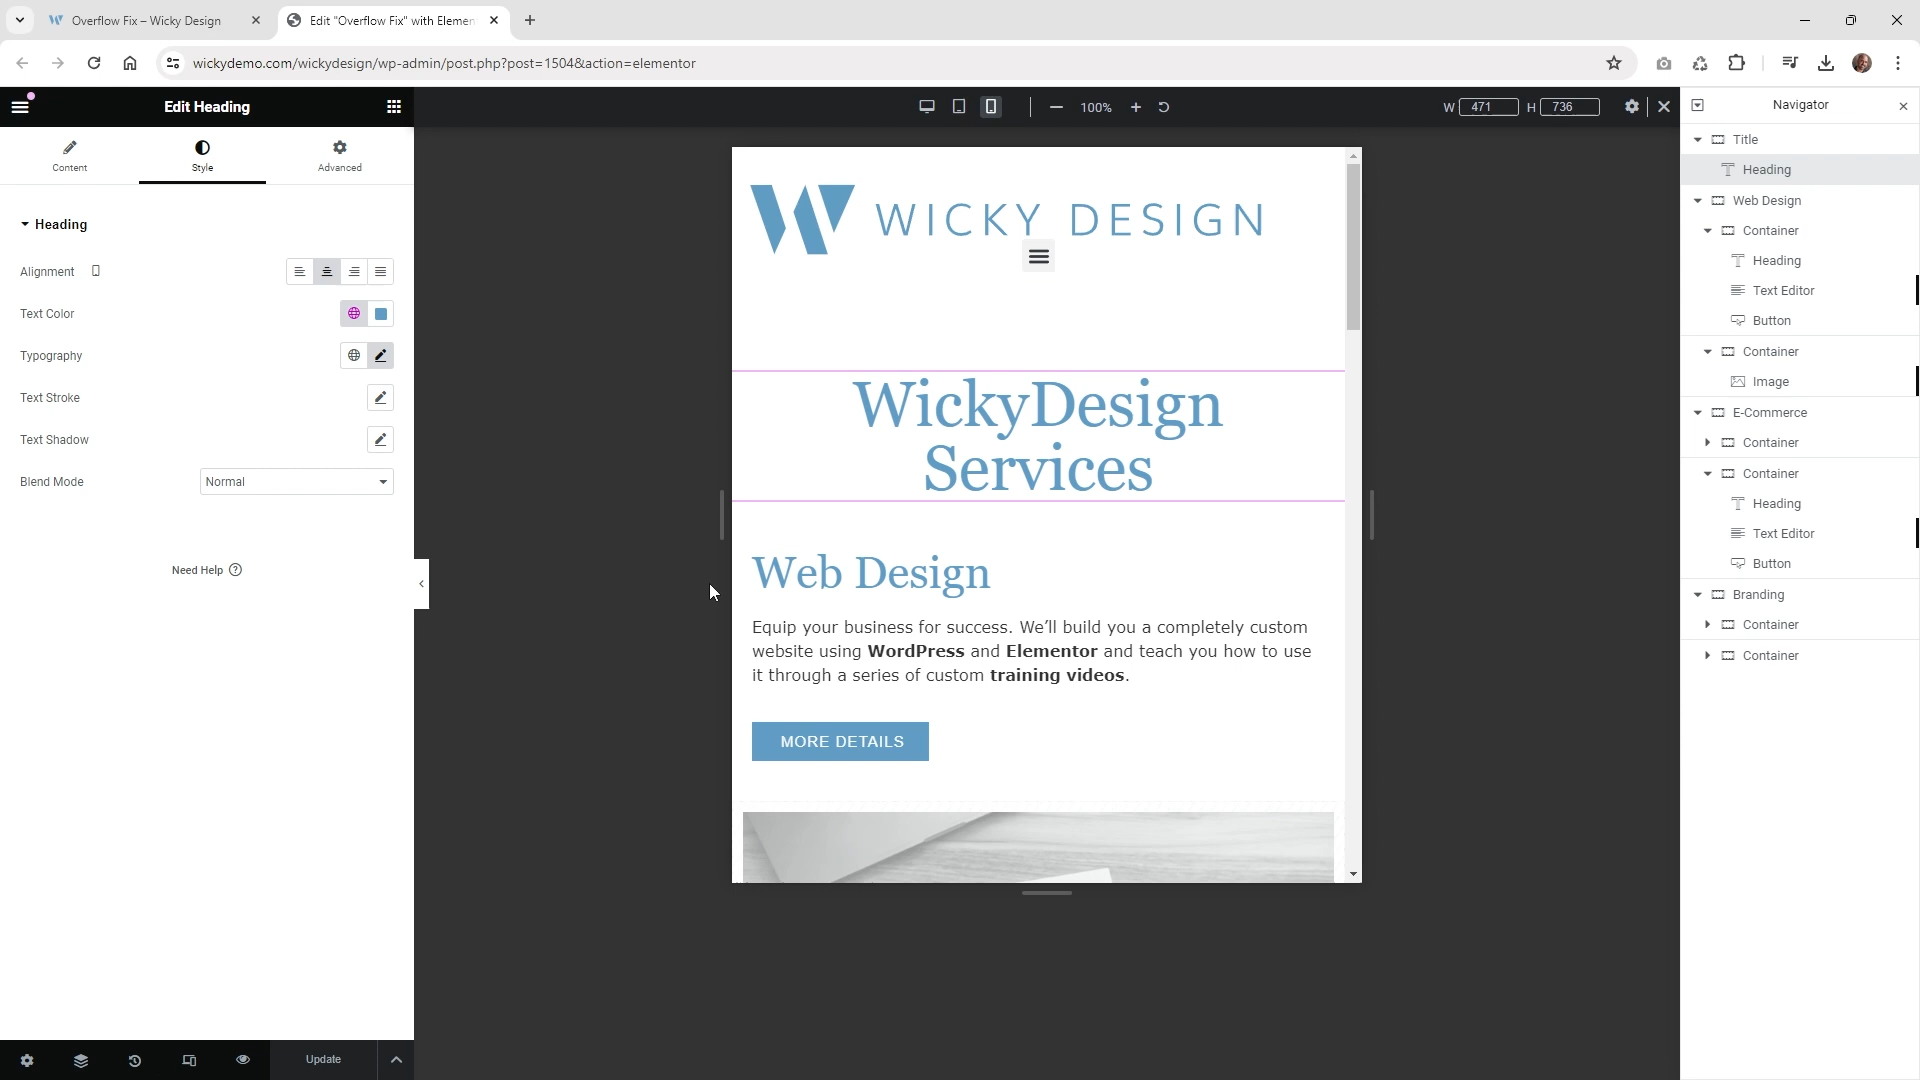 Overflow Fix – Wicky Design
Edit "Overflow Fix" with Elemen
wickydemo.com/wickydesign/wp-admin/post.php?post=1504&action=elementor
Edit Heading
100%
W 471 H 736
Navigator
Content
Style
Advanced
Heading
Alignment
Text Color
Typography
Text Stroke
Text Shadow
Blend Mode
Normal
Need Help
Update
WICKY DESIGN
WickyDesign
Services
Web Design
Equip your business for success. We’ll build you a completely custom
website using WordPress and Elementor and teach you how to use
it through a series of custom training videos.
MORE DETAILS
Title
Heading
Web Design
Container
Heading
Text Editor
Button
Container
Image
E-Commerce
Container
Container
Heading
Text Editor
Button
Branding
Container
Container